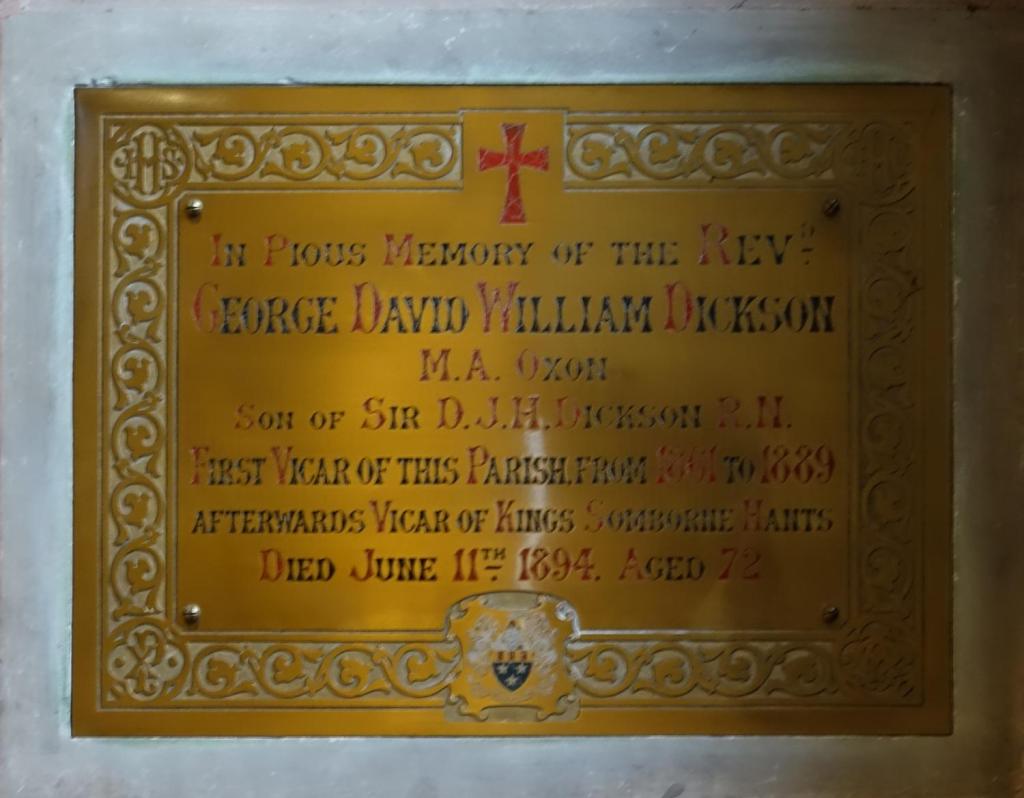 IHS
IN PIOUS MEMORY OF THE REVD.
GEORGE DAVID WILLIAM DICKSON
M.A. OXON
SON OF SIR D.J.H. DICKSON R.N.
FIRST VICAR OF THIS PARISH, FROM 1861 TO 1889
AFTERWARDS VICAR OF KINGS SOMBORNE HANTS
DIED JUNE 11TH. 1894. AGED 72